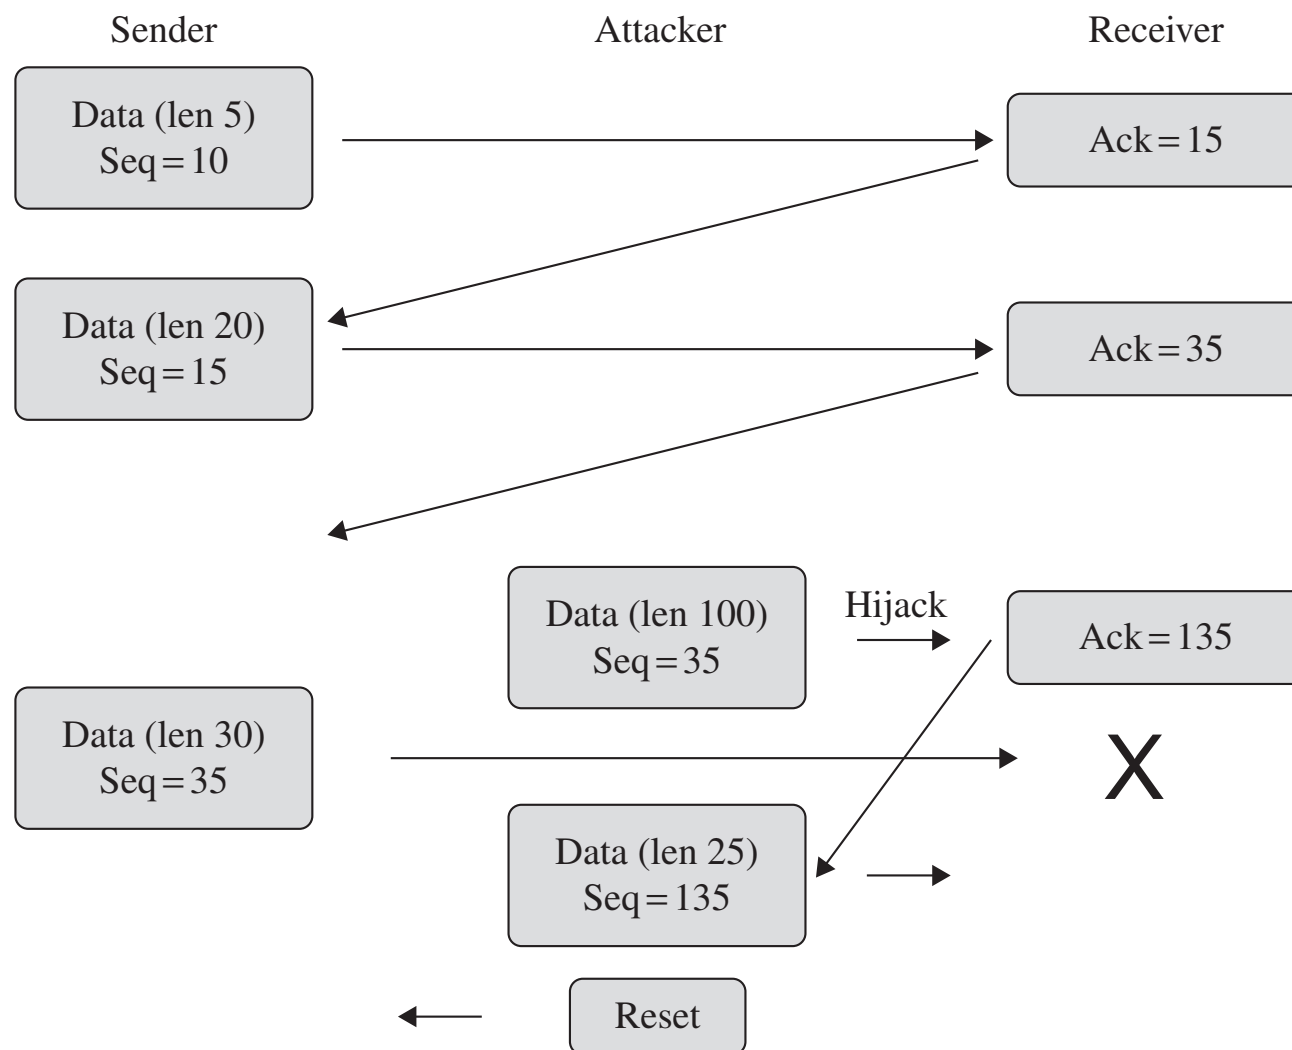 Sender
Attacker
Receiver
Data (len 5)
Seq = 10
Ack = 15
Data (len 20)
Seq = 15
Ack = 35
Data (len 100)
Seq = 35
Hijack
Ack = 135
Data (len 30)
Seq = 35
X
Data (len 25)
Seq = 135
Reset